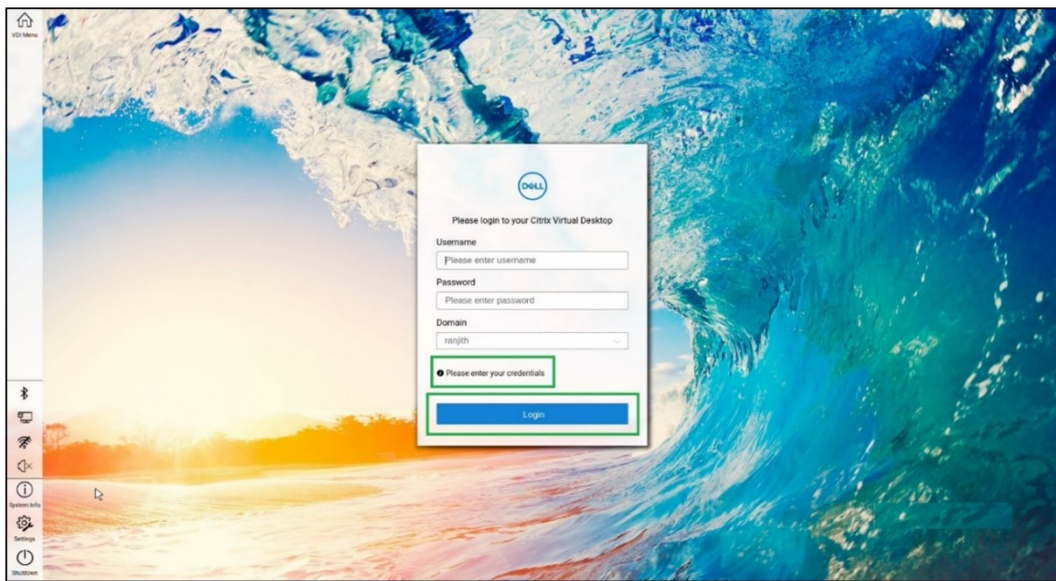 VDI Menu
DELL
Please login to your Citrix Virtual Desktop
Username
Please enter username
Password
Please enter password
Domain
ranjith
Please enter your credentials
Login
System Info
Settings
Shutdown